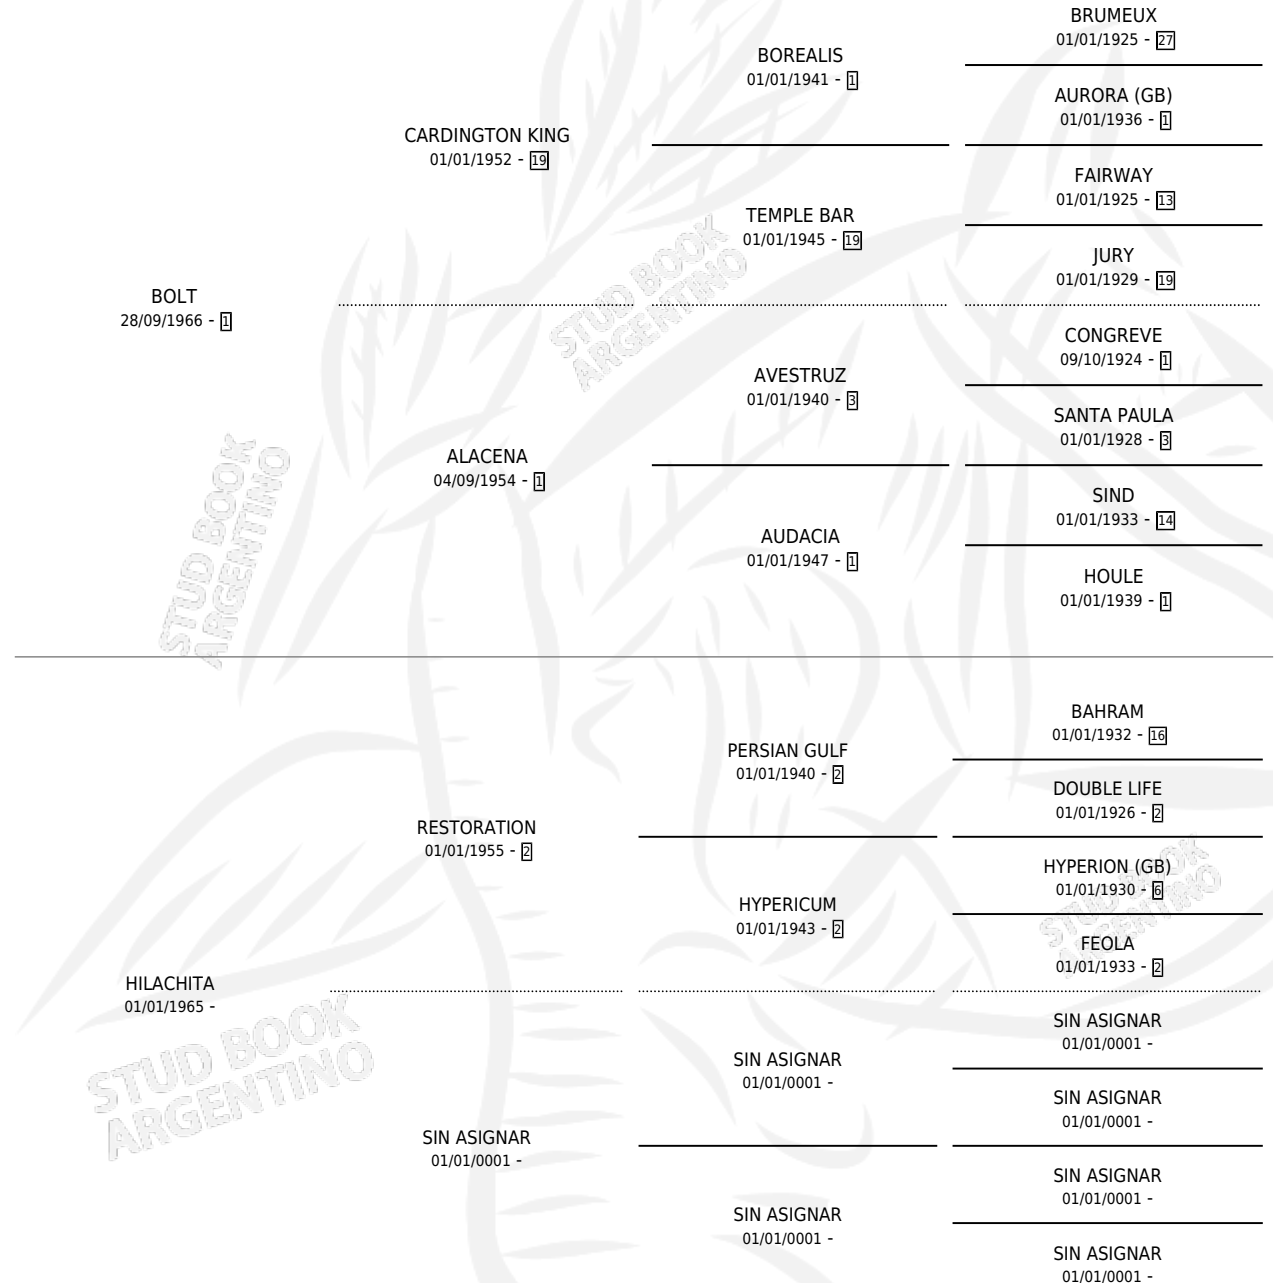 BRUMEUX
01/01/1925 - 27
BOREALIS
01/01/1941 - 1
AURORA (GB)
01/01/1936 - 1
CARDINGTON KING
01/01/1952 - 19
FAIRWAY
01/01/1925 - 13
TEMPLE BAR
01/01/1945 - 19
JURY
01/01/1929 - 19
BOLT
28/09/1966 - 1
STUD BOOK
ARGENTINO
CONGREVE
09/10/1924 - 1
AVESTRUZ
01/01/1940 - 3
SANTA PAULA
01/01/1928 - 3
ALACENA
04/09/1954 - 1
SIND
01/01/1933 - 14
AUDACIA
01/01/1947 - 1
HOULE
01/01/1939 - 1
STUD BOOK
ARGENTINO
BAHRAM
01/01/1932 - 16
PERSIAN GULF
01/01/1940 - 2
DOUBLE LIFE
01/01/1926 - 2
RESTORATION
01/01/1955 - 2
HYPERION (GB)
01/01/1930 - 6
HYPERICUM
01/01/1943 - 2
STUD BOOK
ARGENTINO
FEOLA
01/01/1933 - 2
HILACHITA
01/01/1965 -
SIN ASIGNAR
01/01/0001 -
SIN ASIGNAR
01/01/0001 -
STUD BOOK
ARGENTINO
SIN ASIGNAR
01/01/0001 -
SIN ASIGNAR
01/01/0001 -
SIN ASIGNAR
01/01/0001 -
SIN ASIGNAR
01/01/0001 -
SIN ASIGNAR
01/01/0001 -